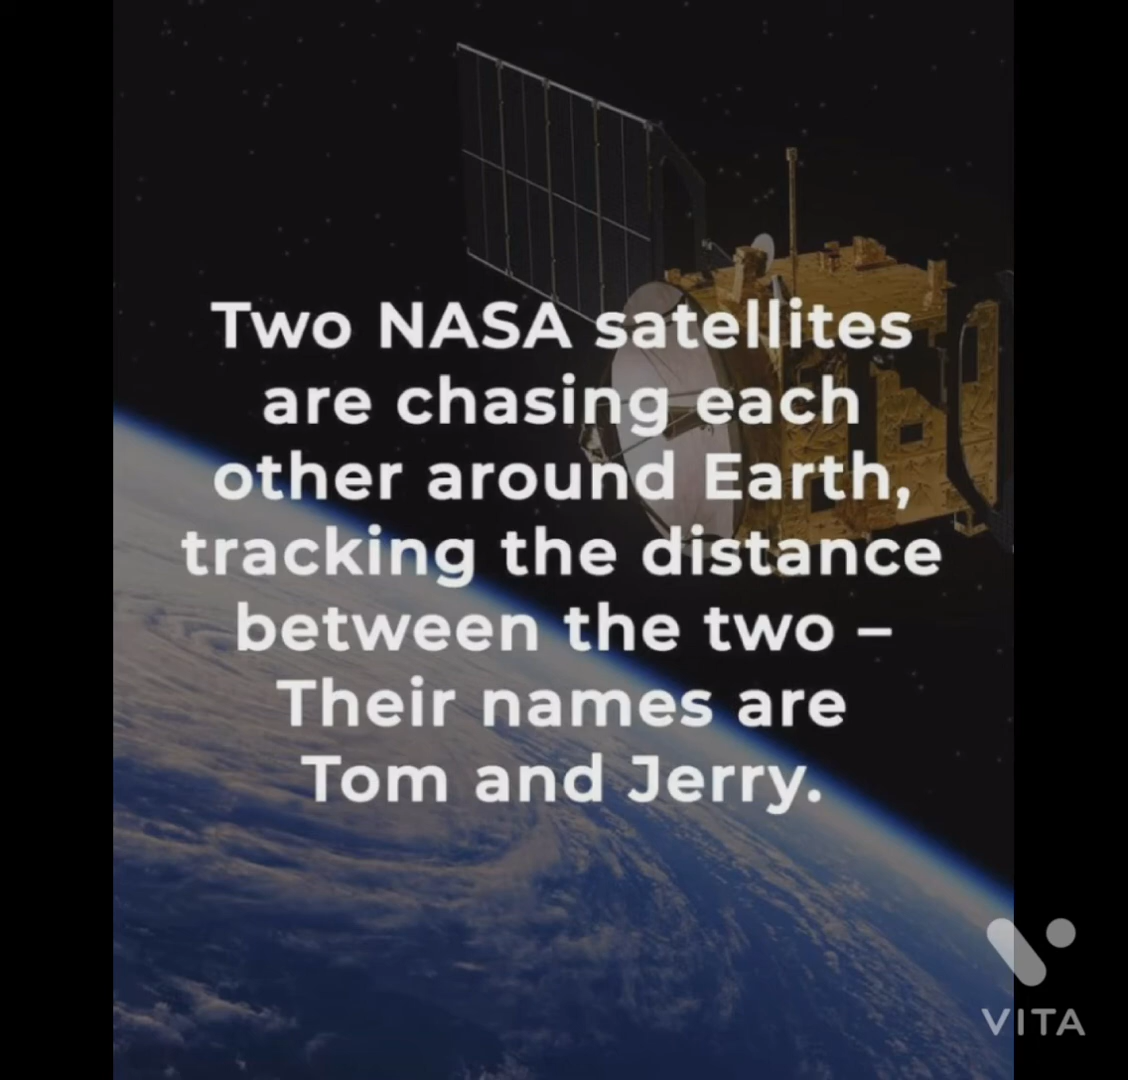 Two NASA satellites
are chasing each
other around Earth,
tracking the distance
between the two –
Their names are
Tom and Jerry.
VITA